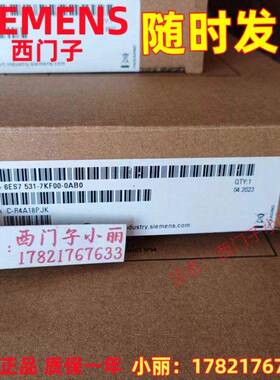 SIEMENS
西门子
随时发
6ES7 531-7KF00-0AB0
QTY:1
04.2023
C-R4A18PJK
industry.siemens.com
西门子小丽
:17821767633
正品 质保一年 小丽: 178217676